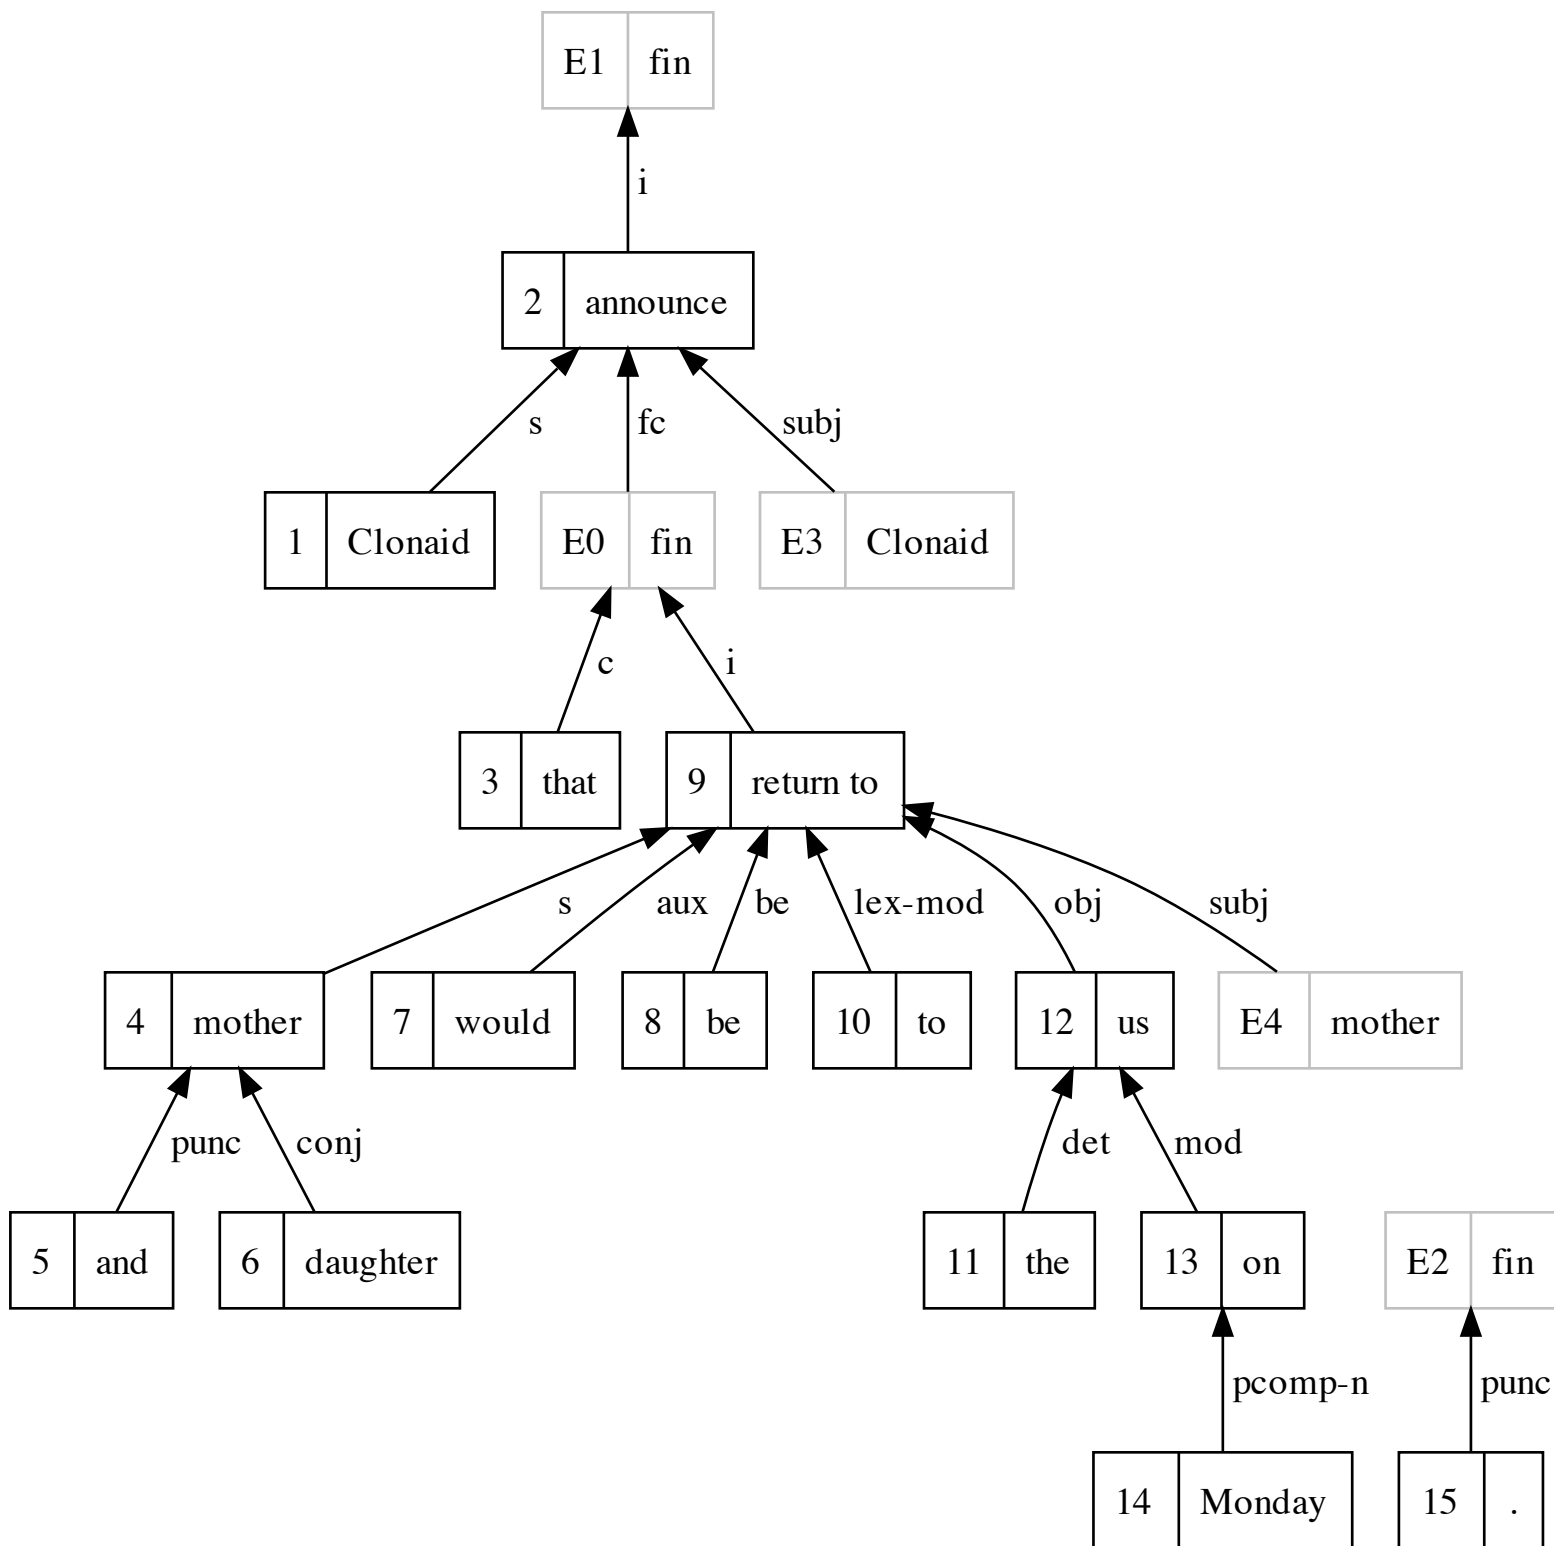 E1 fin
i
2 announce
s fc subj
1 Clonaid E0 fin E3 Clonaid
c i
3 that 9 return to
s aux be lex-mod obj subj
4 mother 7 would 8 be 10 to 12 us E4 mother
punc conj det mod
5 and 6 daughter 11 the 13 on E2 fin
pcomp-n punc
14 Monday 15 .